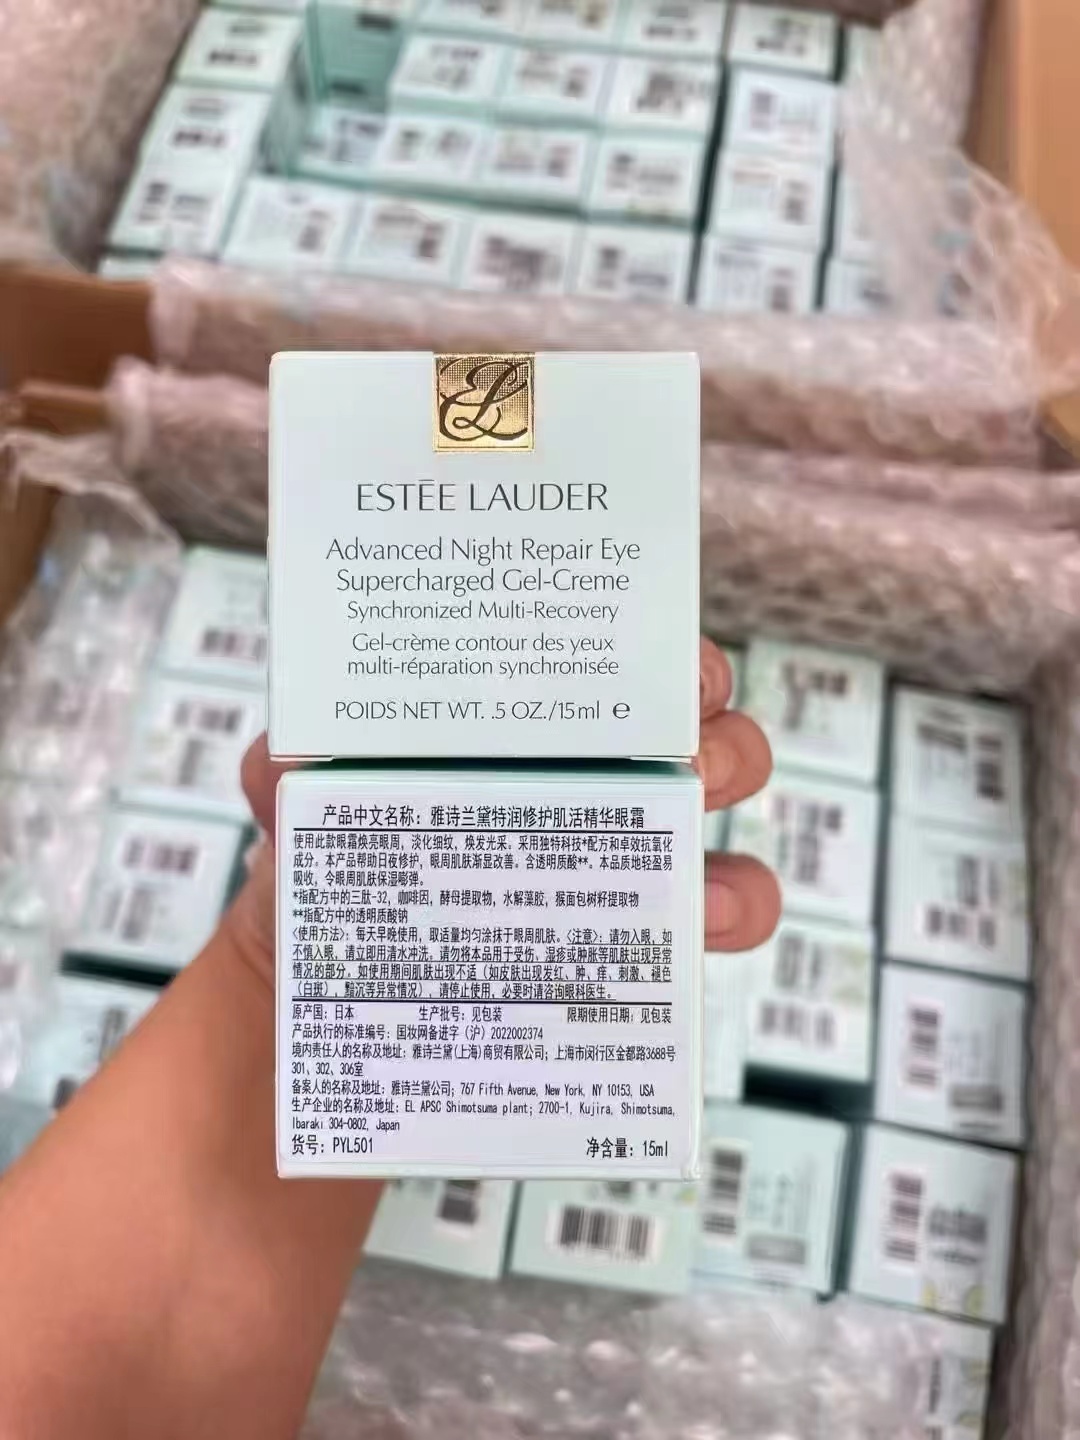 ESTĒE LAUDER
Advanced Night Repair Eye
Supercharged Gel-Creme
Synchronized Multi-Recovery
Gel-crème contour des yeux
multi-réparation synchronisée
POIDS NET WT. .5 OZ./15 ml ℮
产品中文名称：雅诗兰黛特润修护肌活精华眼霜
使用此款眼霜焕亮眼周，淡化细纹，焕发光采。采用独特科技*配方和卓效抗氧化
成分。本产品帮助日夜修护，眼周肌肤渐显改善。含透明质酸**。本品质地轻盈易
吸收，令眼周肌肤保湿嘭弹。
*指配方中的三肽-32，咖啡因，酵母提取物，水解藻胶，猴面包树籽提取物
**指配方中的透明质酸钠
<使用方法>：每天早晚使用，取适量均匀涂抹于眼周肌肤。<注意>：请勿入眼，如
不慎入眼，请立即用清水冲洗。请勿将本品用于受伤、湿疹或肿胀等肌肤出现异常
情况的部分。如使用期间肌肤出现不适（如皮肤出现发红、肿、痒、刺激、褪色
（白斑）、黯沉等异常情况），请停止使用，必要时请咨询眼科医生。
原产国：日本 生产批号：见包装 限期使用日期：见包装
产品执行的标准编号：国妆网备进字（沪）2022002374
境内责任人的名称及地址：雅诗兰黛(上海)商贸有限公司；上海市闵行区金都路3688号
301、302、306室
备案人的名称及地址：雅诗兰黛公司；767 Fifth Avenue, New York, NY 10153, USA
生产企业的名称及地址：EL APSC Shimotsuma plant; 2700-1, Kujira, Shimotsuma,
Ibaraki 304-0802, Japan
货号：PYL501 净含量：15ml